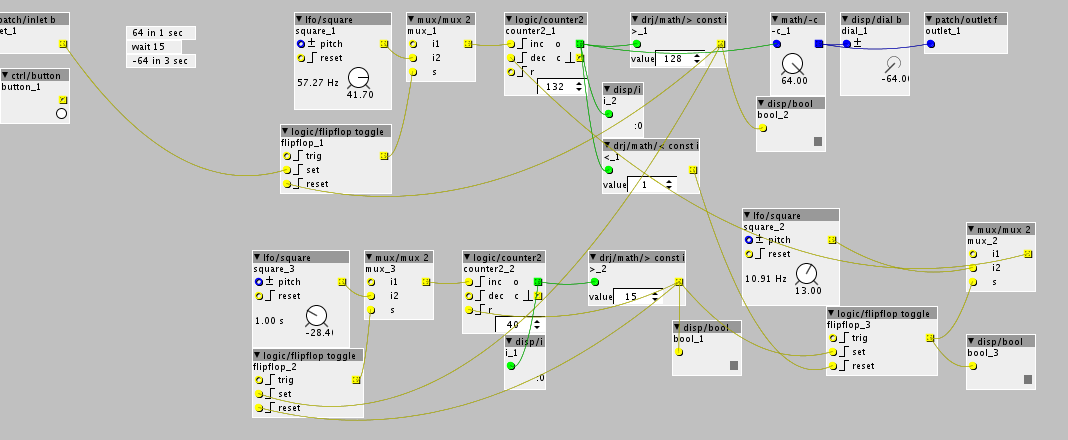 patch/inlet b
let_1
ctrl/button
button_1
64 in 1 sec
wait 15
-64 in 3 sec
lfo/square
square_1
± pitch
reset
57.27 Hz
41.70
mux/mux 2
mux_1
i1
i2
s
logic/counter2
counter2_1
inc o
dec c
r
132
drj/math/> const i
>_1
value 128
math/-c
-c_1
64.00
disp/dial b
dial_1
±
-64.0
patch/outlet f
outlet_1
disp/i
i_2
:0
disp/bool
bool_2
logic/flipflop toggle
flipflop_1
trig
set
reset
drj/math/< const i
<_1
value 1
lfo/square
square_2
± pitch
reset
10.91 Hz
13.00
mux/mux 2
mux_2
i1
i2
s
lfo/square
square_3
± pitch
reset
1.00 s
-28.4
mux/mux 2
mux_3
i1
i2
s
logic/counter2
counter2_2
inc o
dec c
r
40
drj/math/> const i
>_2
value 15
disp/i
i_1
:0
disp/bool
bool_1
logic/flipflop toggle
flipflop_3
trig
set
reset
disp/bool
bool_3
logic/flipflop toggle
flipflop_2
trig
set
reset